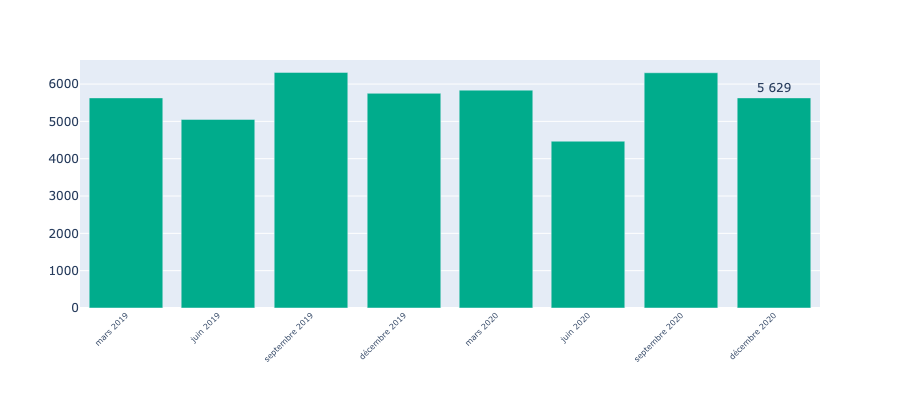 6000
5000
4000
3000
2000
1000
0
5 629
mars 2019
juin 2019
septembre 2019
décembre 2019
mars 2020
juin 2020
septembre 2020
décembre 2020